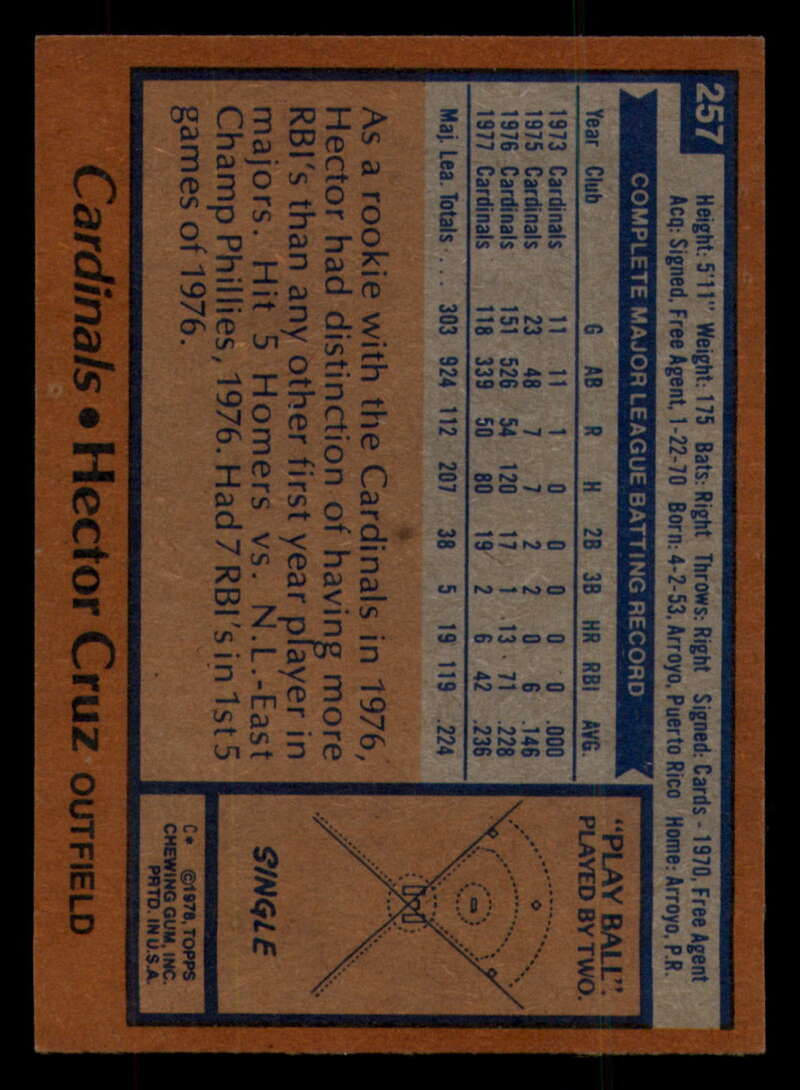 257
Height: 5'11" Weight: 175 Bats: Right Throws: Right Signed: Cards - 1970, Free Agent
Acq: Signed, Free Agent, 1-22-70 Born: 4-2-53, Arroyo, Puerto Rico Home: Arroyo, P.R.
COMPLETE MAJOR LEAGUE BATTING RECORD
Year Club G AB R H 2B 3B HR RBI AVG.
1973 Cardinals 11 11 1 0 0 0 0 0 .000
1975 Cardinals 23 48 7 7 2 2 0 6 .146
1976 Cardinals 151 526 54 120 17 1 13 71 .228
1977 Cardinals 118 339 50 80 19 2 6 42 .236
Maj. Lea. Totals .... 303 924 112 207 38 5 19 119 .224
As a rookie with the Cardinals in 1976,
Hector had distinction of having more
RBI's than any other first year player in
majors. Hit 5 Homers vs. N.L.-East
Champ Phillies, 1976. Had 7 RBI's in 1st 5
games of 1976.
"PLAY BALL"
PLAYED BY TWO.
SINGLE
C* ©1978, TOPPS
CHEWING GUM, INC.
PRTD. IN U.S.A.
Cardinals • Hector Cruz • OUTFIELD